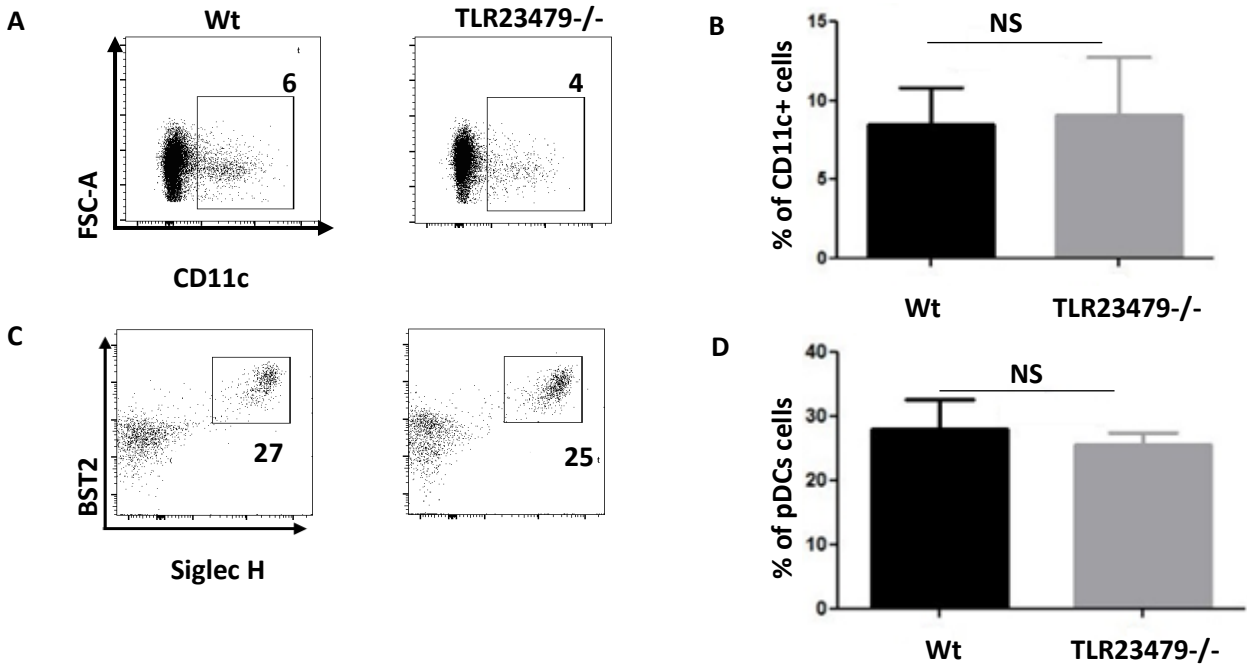 A
Wt
TLR23479-/-
t
6
4
FSC-A
CD11c
B
NS
15
10
5
0
% of CD11c+ cells
Wt
TLR23479-/-
C
27
25 t
BST2
Siglec H
D
NS
40
30
20
10
0
% of pDCs cells
Wt
TLR23479-/-